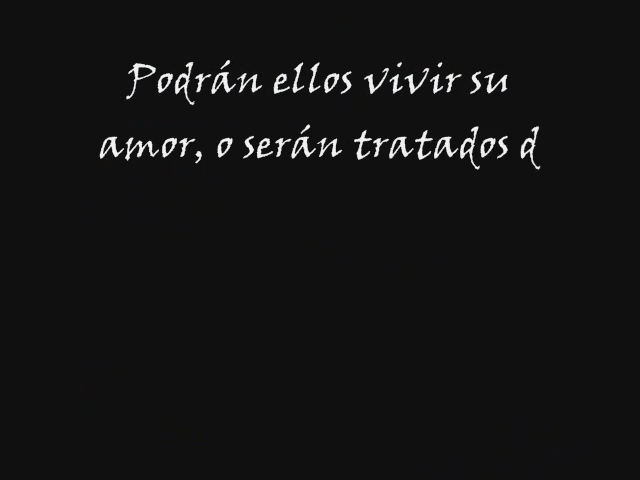 Podrán ellos vivir su
amor, o serán tratados d